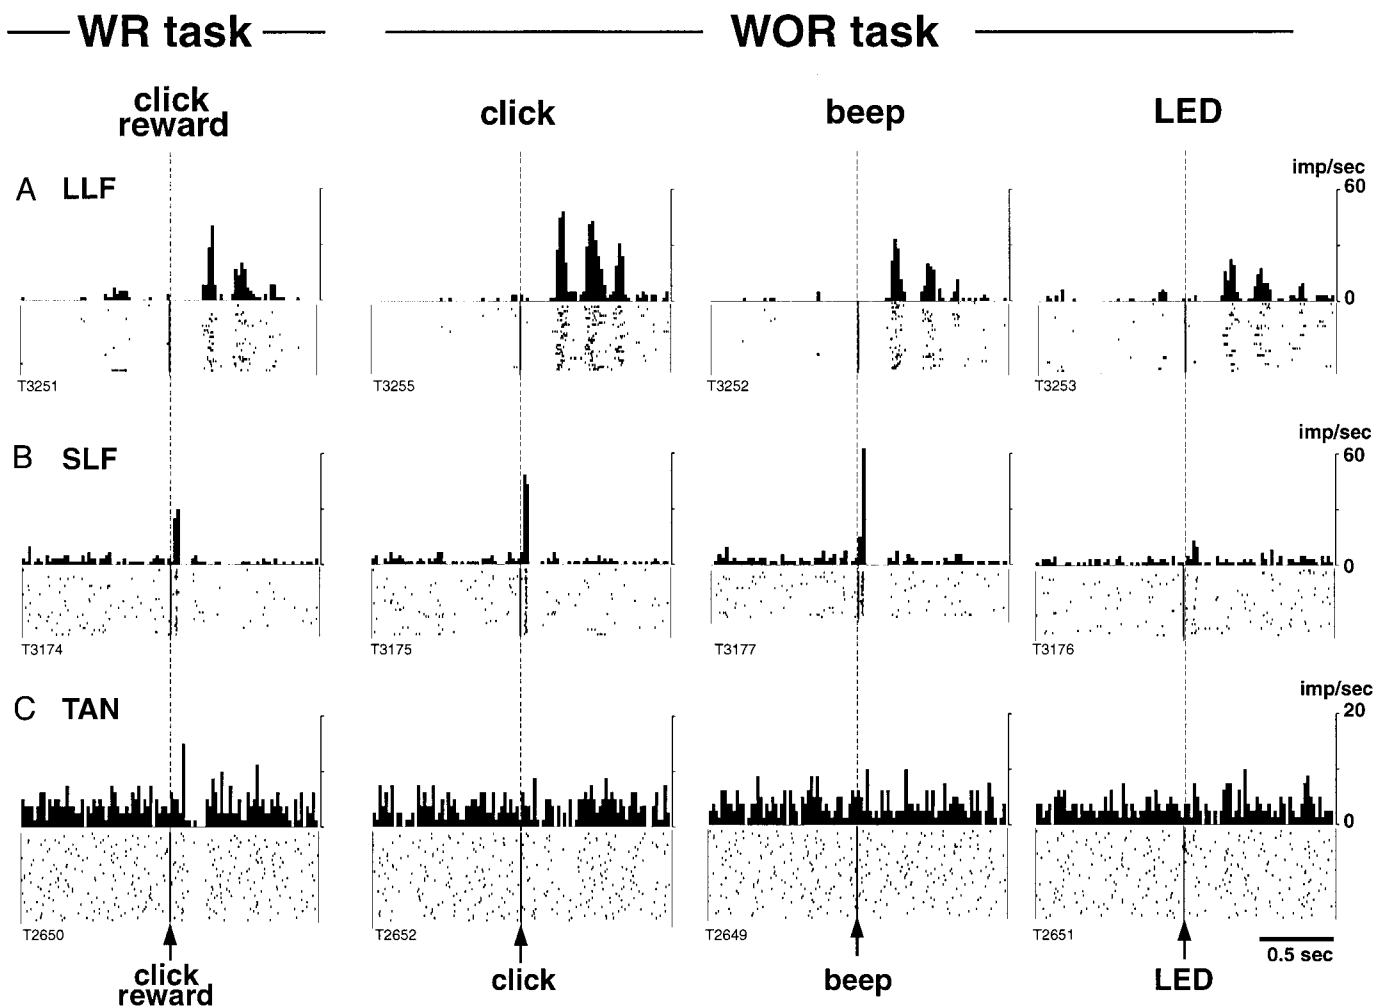 WR task
WOR task
click
reward
click
beep
LED
A LLF
imp/sec
60
0
T3251
T3255
T3252
T3253
B SLF
imp/sec
60
0
T3174
T3175
T3177
T3176
C TAN
imp/sec
20
0
T2650
T2652
T2649
T2651
0.5 sec
click
reward
click
beep
LED